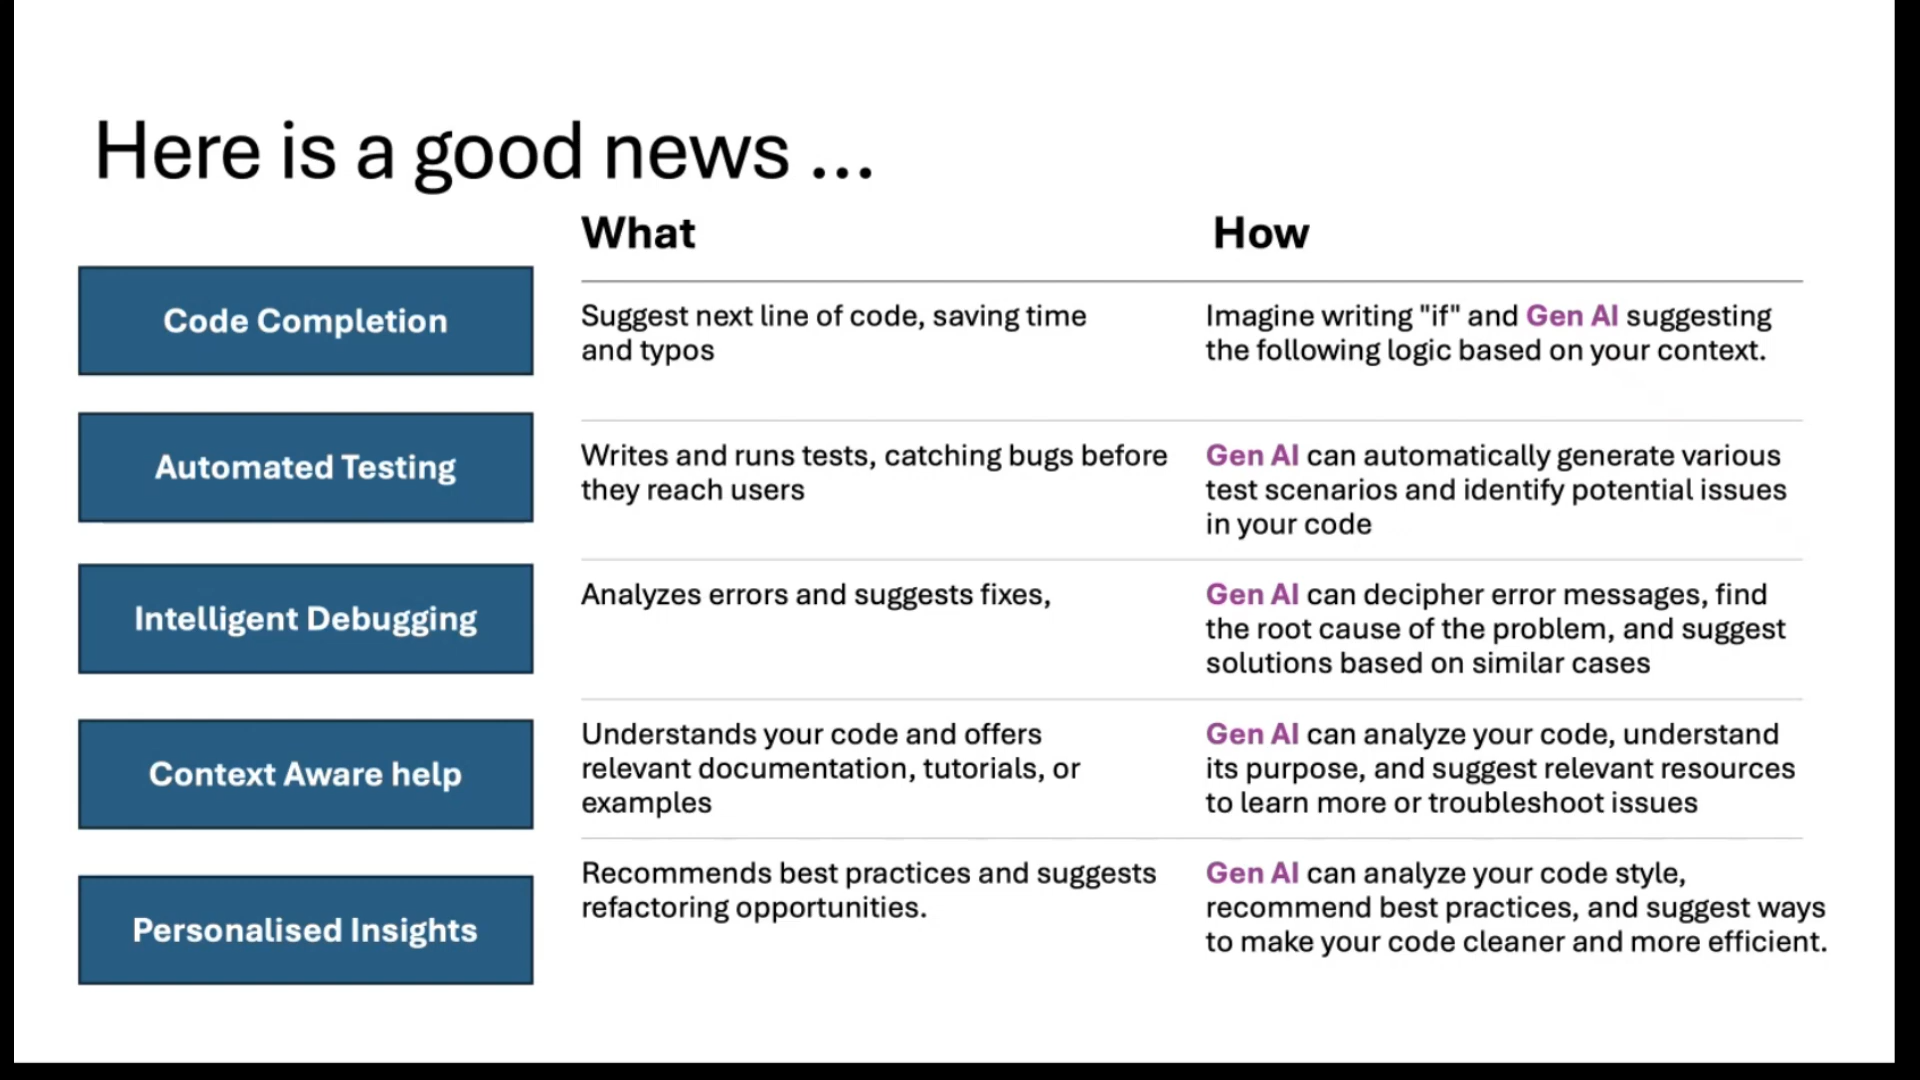 Here is a good news ...
What
How
Code Completion
Suggest next line of code, saving time
and typos
Imagine writing "if" and Gen AI suggesting
the following logic based on your context.
Automated Testing
Writes and runs tests, catching bugs before
they reach users
Gen AI can automatically generate various
test scenarios and identify potential issues
in your code
Intelligent Debugging
Analyzes errors and suggests fixes,
Gen AI can decipher error messages, find
the root cause of the problem, and suggest
solutions based on similar cases
Context Aware help
Understands your code and offers
relevant documentation, tutorials, or
examples
Gen AI can analyze your code, understand
its purpose, and suggest relevant resources
to learn more or troubleshoot issues
Personalised Insights
Recommends best practices and suggests
refactoring opportunities.
Gen AI can analyze your code style,
recommend best practices, and suggest ways
to make your code cleaner and more efficient.